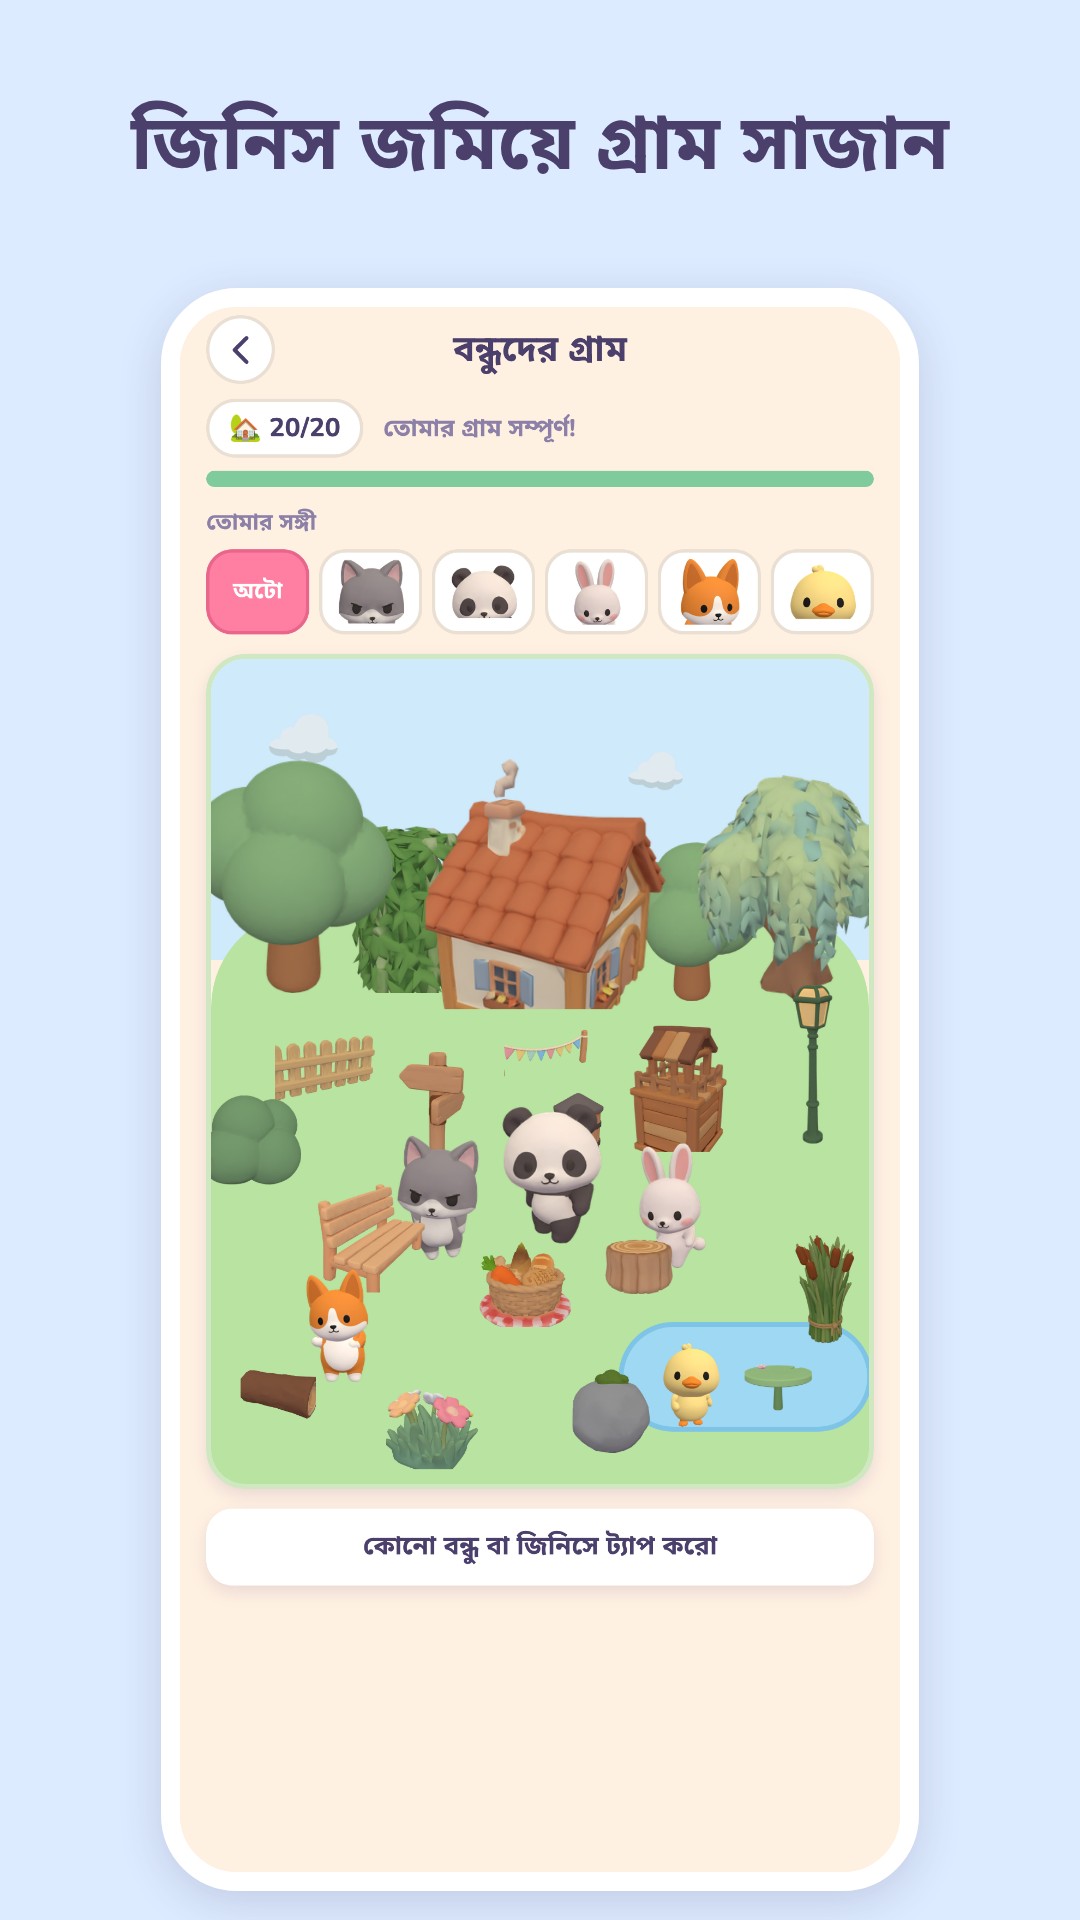 জিনিস জমিয়ে গ্রাম সাজান
বন্ধুদের গ্রাম
20/20 তোমার গ্রাম সম্পূর্ণ!
তোমার সঙ্গী
অটো
কোনো বন্ধু বা জিনিসে ট্যাপ করো